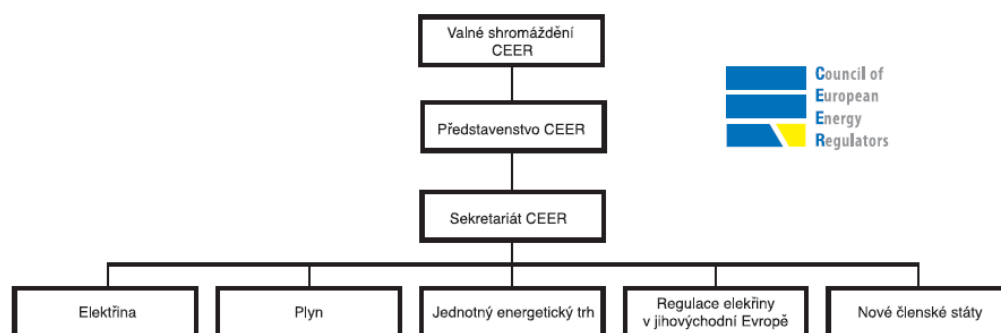 Valné shromáždění
CEER
Council of
European
Energy
Regulators
Představenstvo CEER
Sekretariát CEER
Elektřina
Plyn
Jednotný energetický trh
Regulace elekřiny
v jihovýchodní Evropě
Nové členské státy